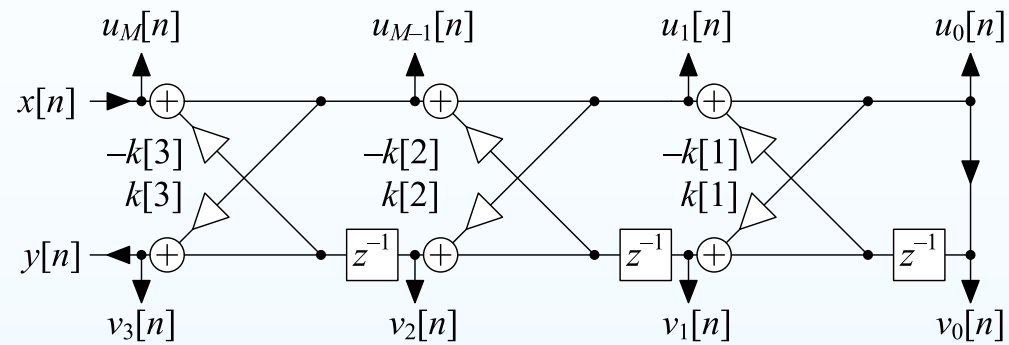 u_M[n] u_{M–1}[n] u_1[n] u_0[n]
x[n] + + +
–k[3] –k[2] –k[1]
k[3] k[2] k[1]
y[n] + z^{-1} + z^{-1} + z^{-1}
v_3[n] v_2[n] v_1[n] v_0[n]